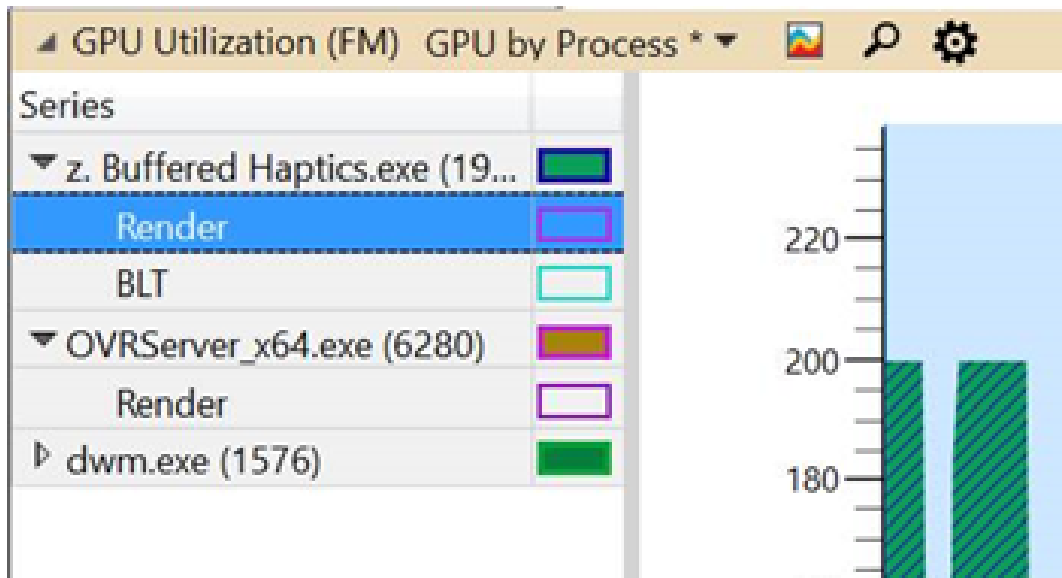 GPU Utilization (FM) GPU by Process *
Series
z. Buffered Haptics.exe (19...
Render
BLT
OVRServer_x64.exe (6280)
Render
dwm.exe (1576)
220
200
180